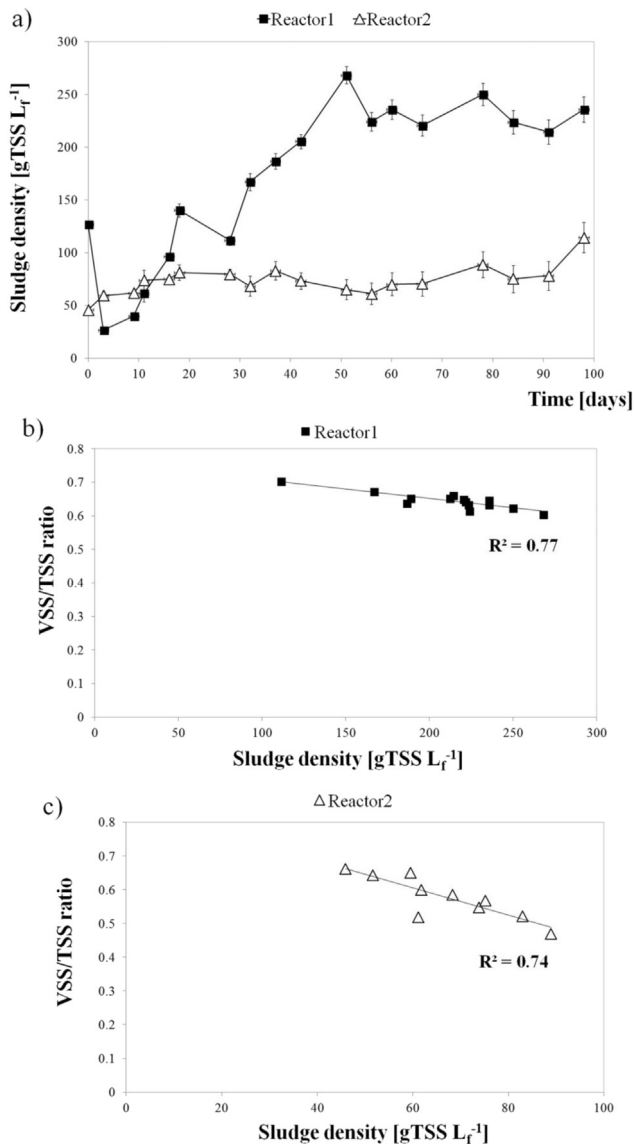 a)
■Reactor1 △Reactor2
Sludge density [gTSS L_f^-1]
300
250
200
150
100
50
0
0 10 20 30 40 50 60 70 80 90 100
Time [days]
b)
■Reactor1
VSS/TSS ratio
0.8
0.7
0.6
0.5
0.4
0.3
0.2
0.1
0
R² = 0.77
0 50 100 150 200 250 300
Sludge density [gTSS L_f^-1]
c)
△Reactor2
VSS/TSS ratio
0.8
0.7
0.6
0.5
0.4
0.3
0.2
0.1
0
R² = 0.74
0 20 40 60 80 100
Sludge density [gTSS L_f^-1]